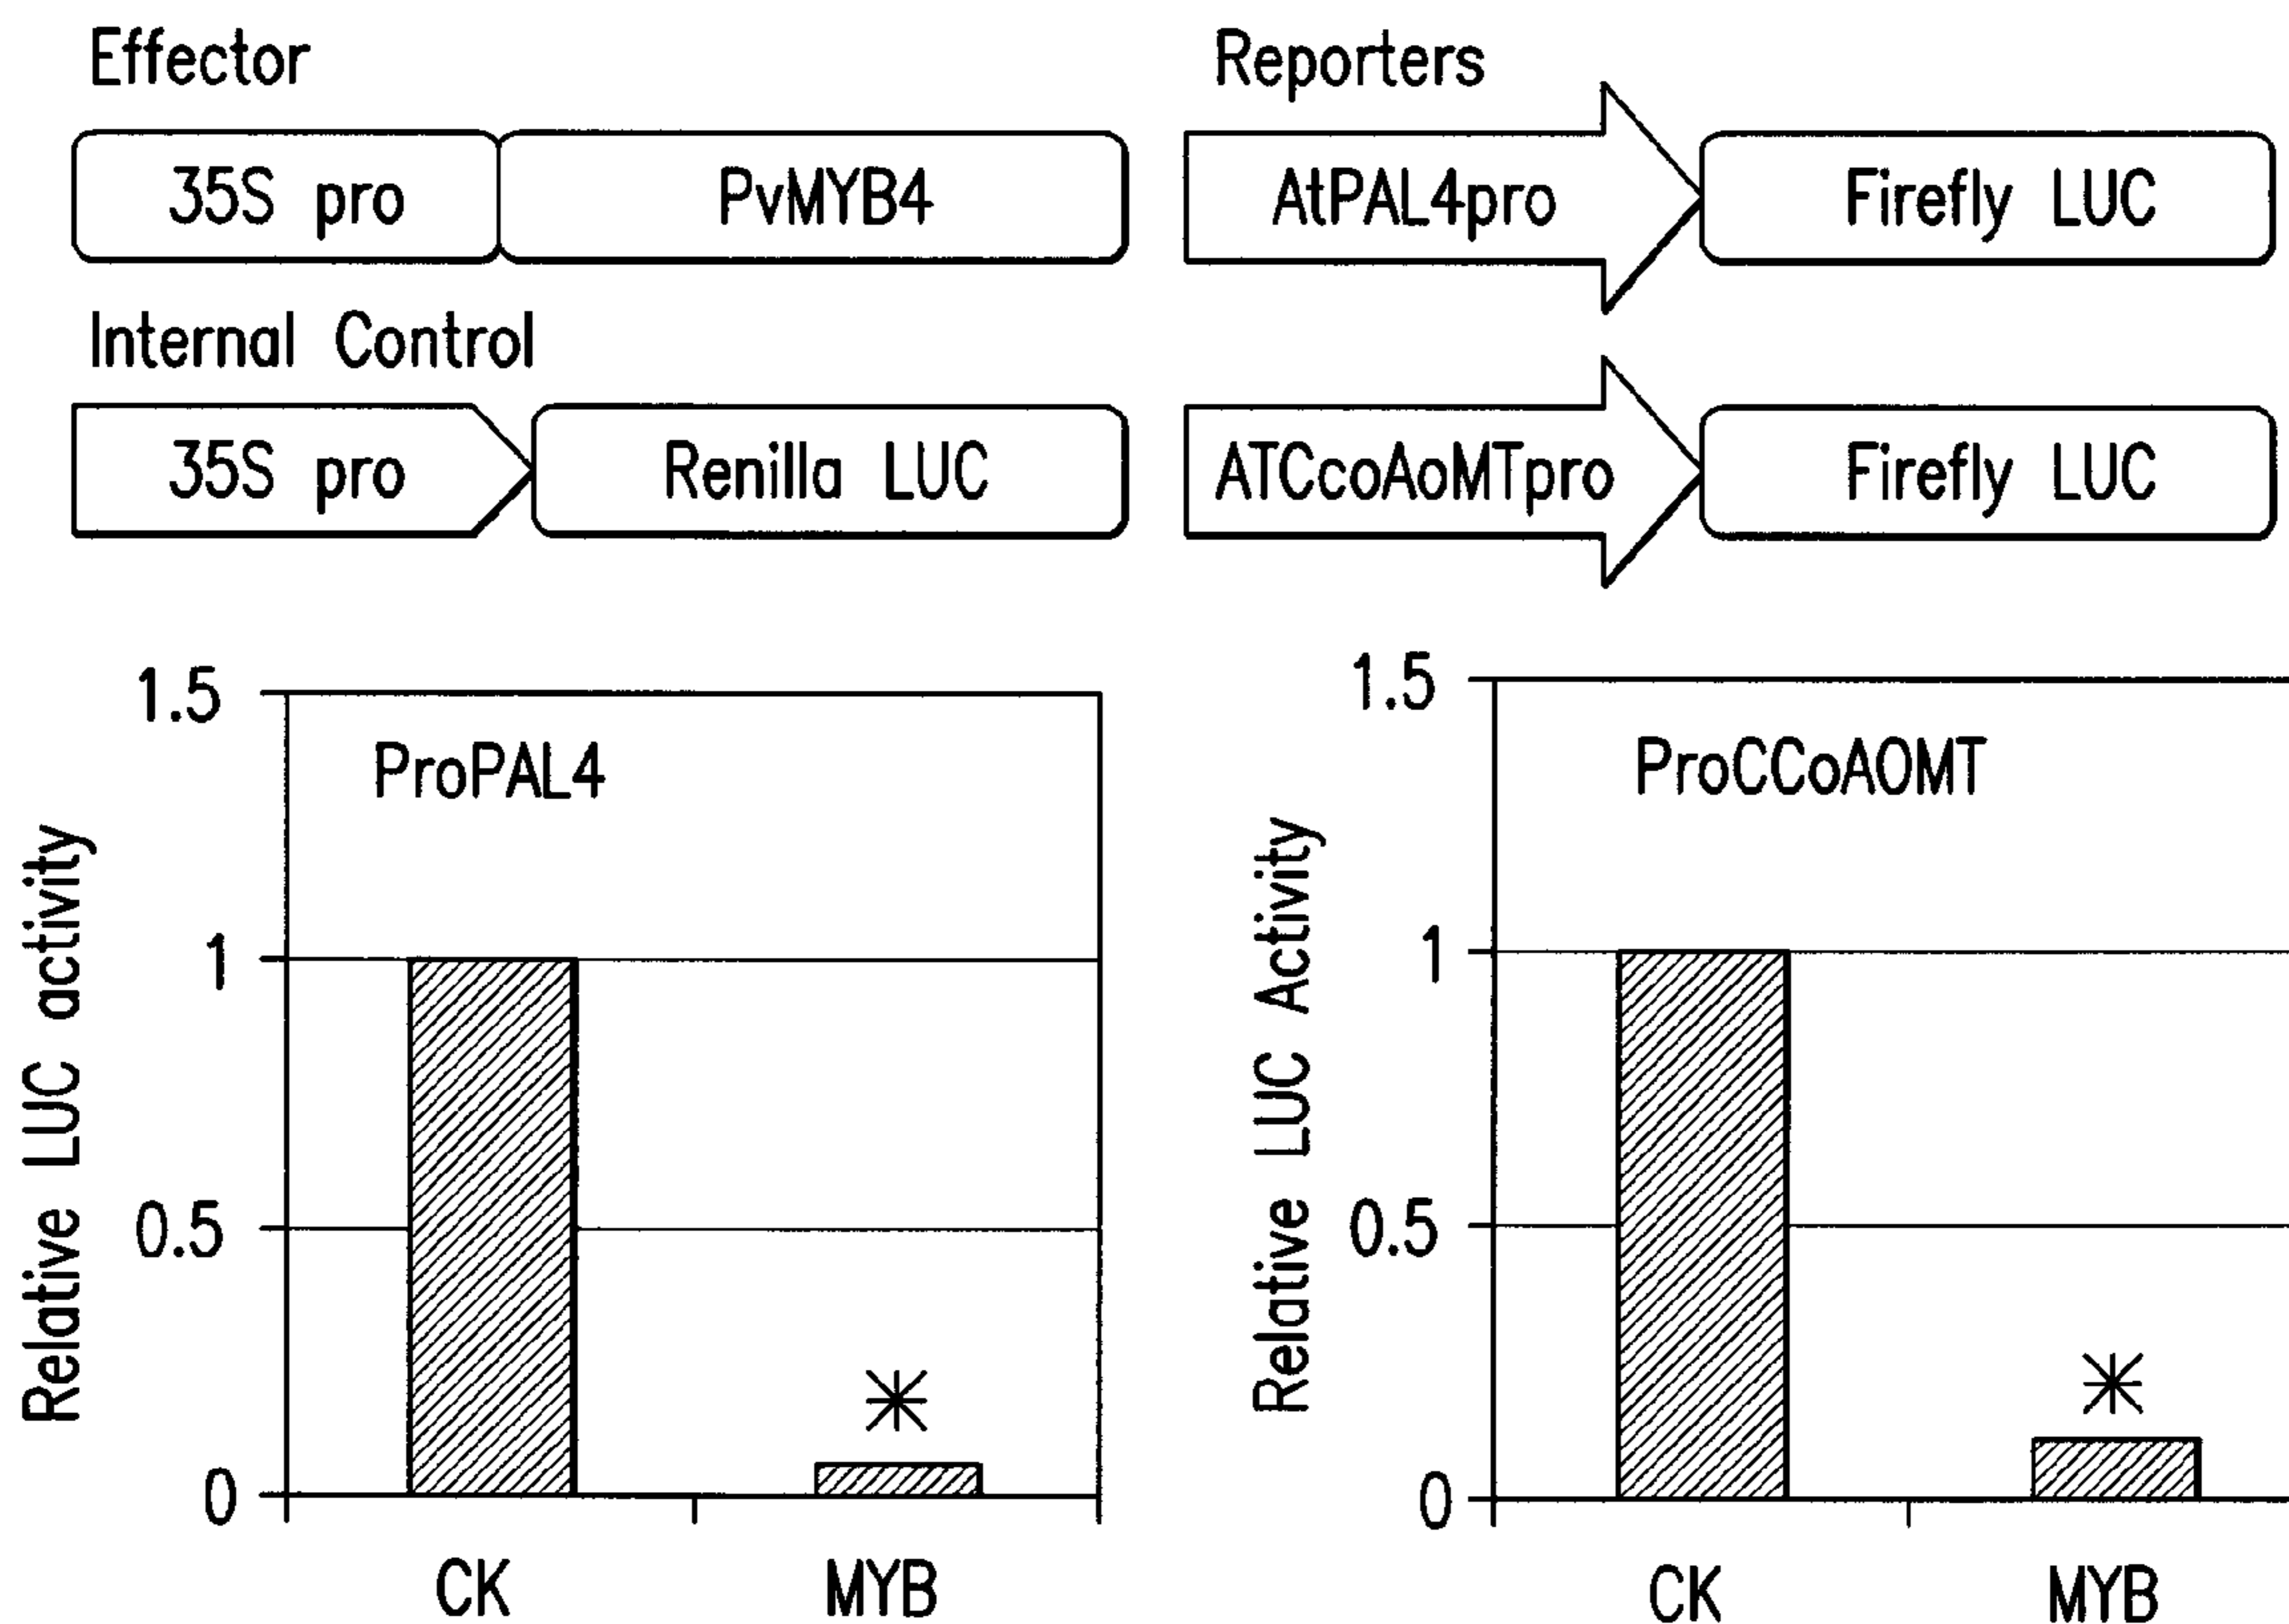 Effector
35S pro PvMYB4
Internal Control
35S pro Renilla LUC
Reporters
AtPAL4pro Firefly LUC
ATCcoAoMTpro Firefly LUC
Relative LUC activity
1.5
1
0.5
0
ProPAL4
*
CK MYB
Relative LUC Activity
1.5
1
0.5
0
ProCCoAOMT
*
CK MYB